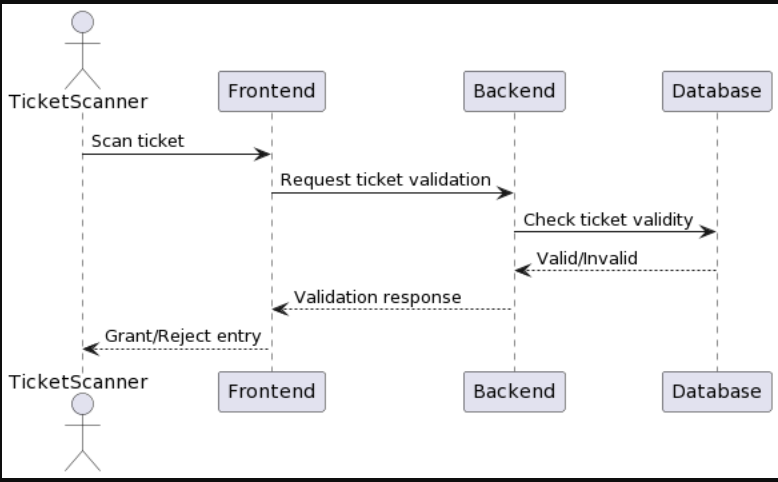 TicketScanner
Frontend
Backend
Database
Scan ticket
Request ticket validation
Check ticket validity
Valid/Invalid
Validation response
Grant/Reject entry
TicketScanner
Frontend
Backend
Database